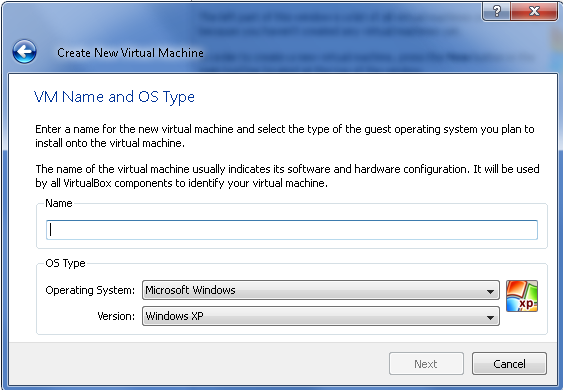 Create New Virtual Machine
VM Name and OS Type
Enter a name for the new virtual machine and select the type of the guest operating system you plan to
install onto the virtual machine.
The name of the virtual machine usually indicates its software and hardware configuration. It will be used
by all VirtualBox components to identify your virtual machine.
Name
OS Type
Operating System: Microsoft Windows
xp
Version: Windows XP
Next Cancel